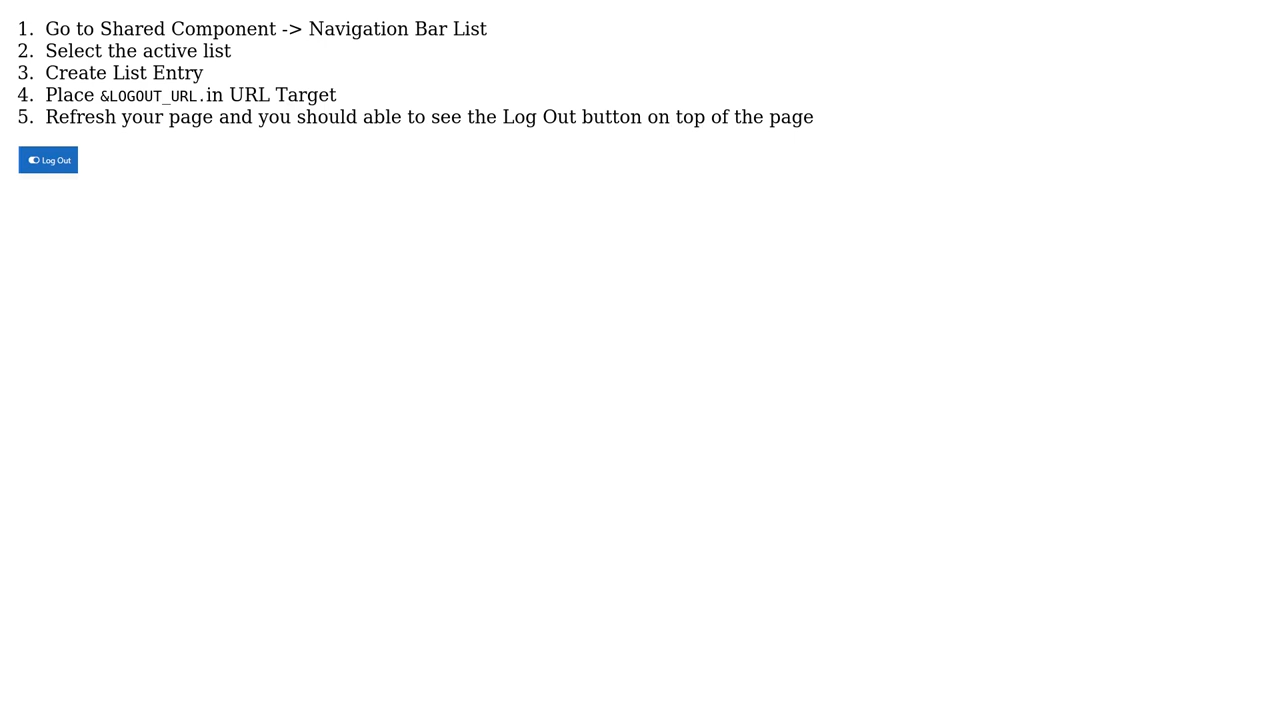 1. Go to Shared Component -> Navigation Bar List
2. Select the active list
3. Create List Entry
4. Place &LOGOUT_URL.in URL Target
5. Refresh your page and you should able to see the Log Out button on top of the page
Log Out